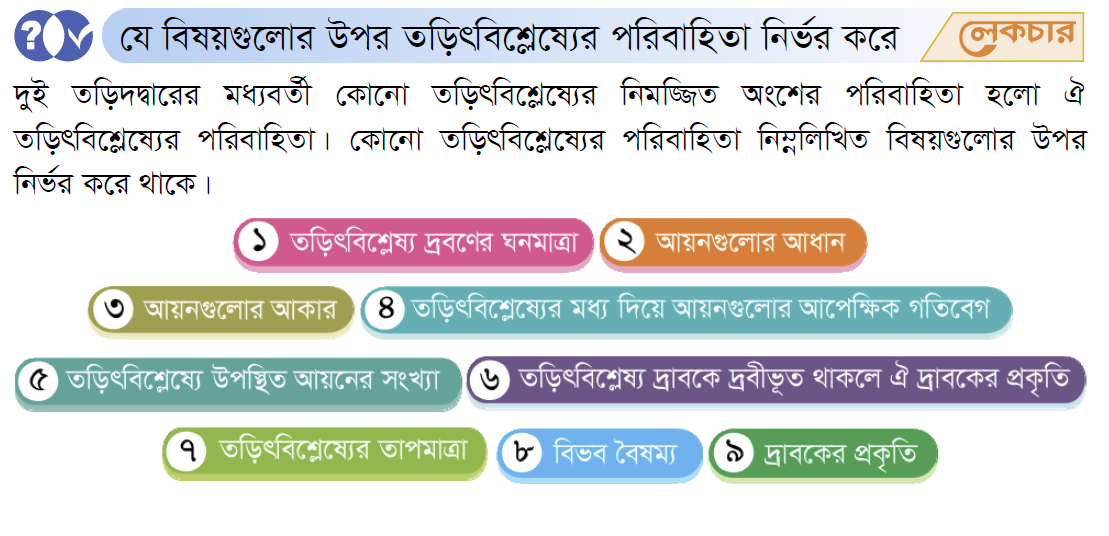 যে বিষয়গুলোর উপর তড়িৎবিশ্লেষ্যের পরিবাহিতা নির্ভর করে
লেকচার
দুই তড়িদদ্বারের মধ্যবর্তী কোনো তড়িৎবিশ্লেষ্যের নিমজ্জিত অংশের পরিবাহিতা হলো ঐ
তড়িৎবিশ্লেষ্যের পরিবাহিতা। কোনো তড়িৎবিশ্লেষ্যের পরিবাহিতা নিম্নলিখিত বিষয়গুলোর উপর
নির্ভর করে থাকে।
১ তড়িৎবিশ্লেষ্য দ্রবণের ঘনমাত্রা
২ আয়নগুলোর আধান
৩ আয়নগুলোর আকার
৪ তড়িৎবিশ্লেষ্যের মধ্য দিয়ে আয়নগুলোর আপেক্ষিক গতিবেগ
৫ তড়িৎবিশ্লেষ্যে উপস্থিত আয়নের সংখ্যা
৬ তড়িৎবিশ্লেষ্য দ্রাবকে দ্রবীভূত থাকলে ঐ দ্রাবকের প্রকৃতি
৭ তড়িৎবিশ্লেষ্যের তাপমাত্রা
৮ বিভব বৈষম্য
৯ দ্রাবকের প্রকৃতি